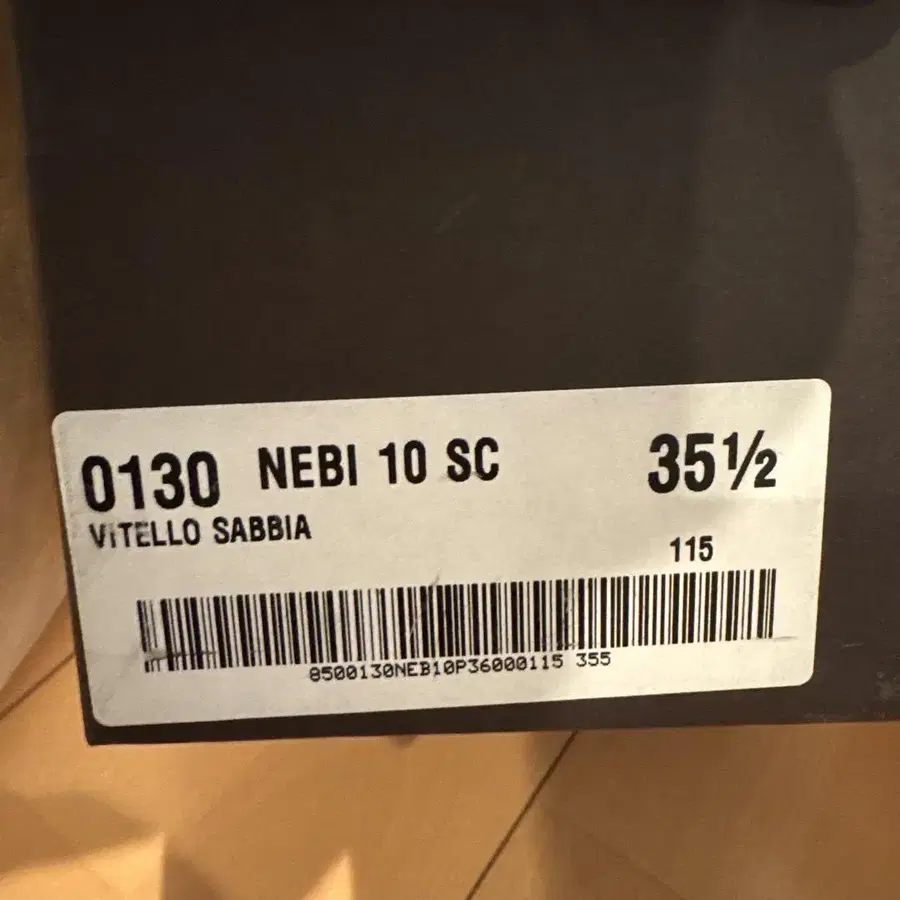 0130 NEBI 10 SC 35½
VITELLO SABBIA
115
8500130NEB10P36000115 355